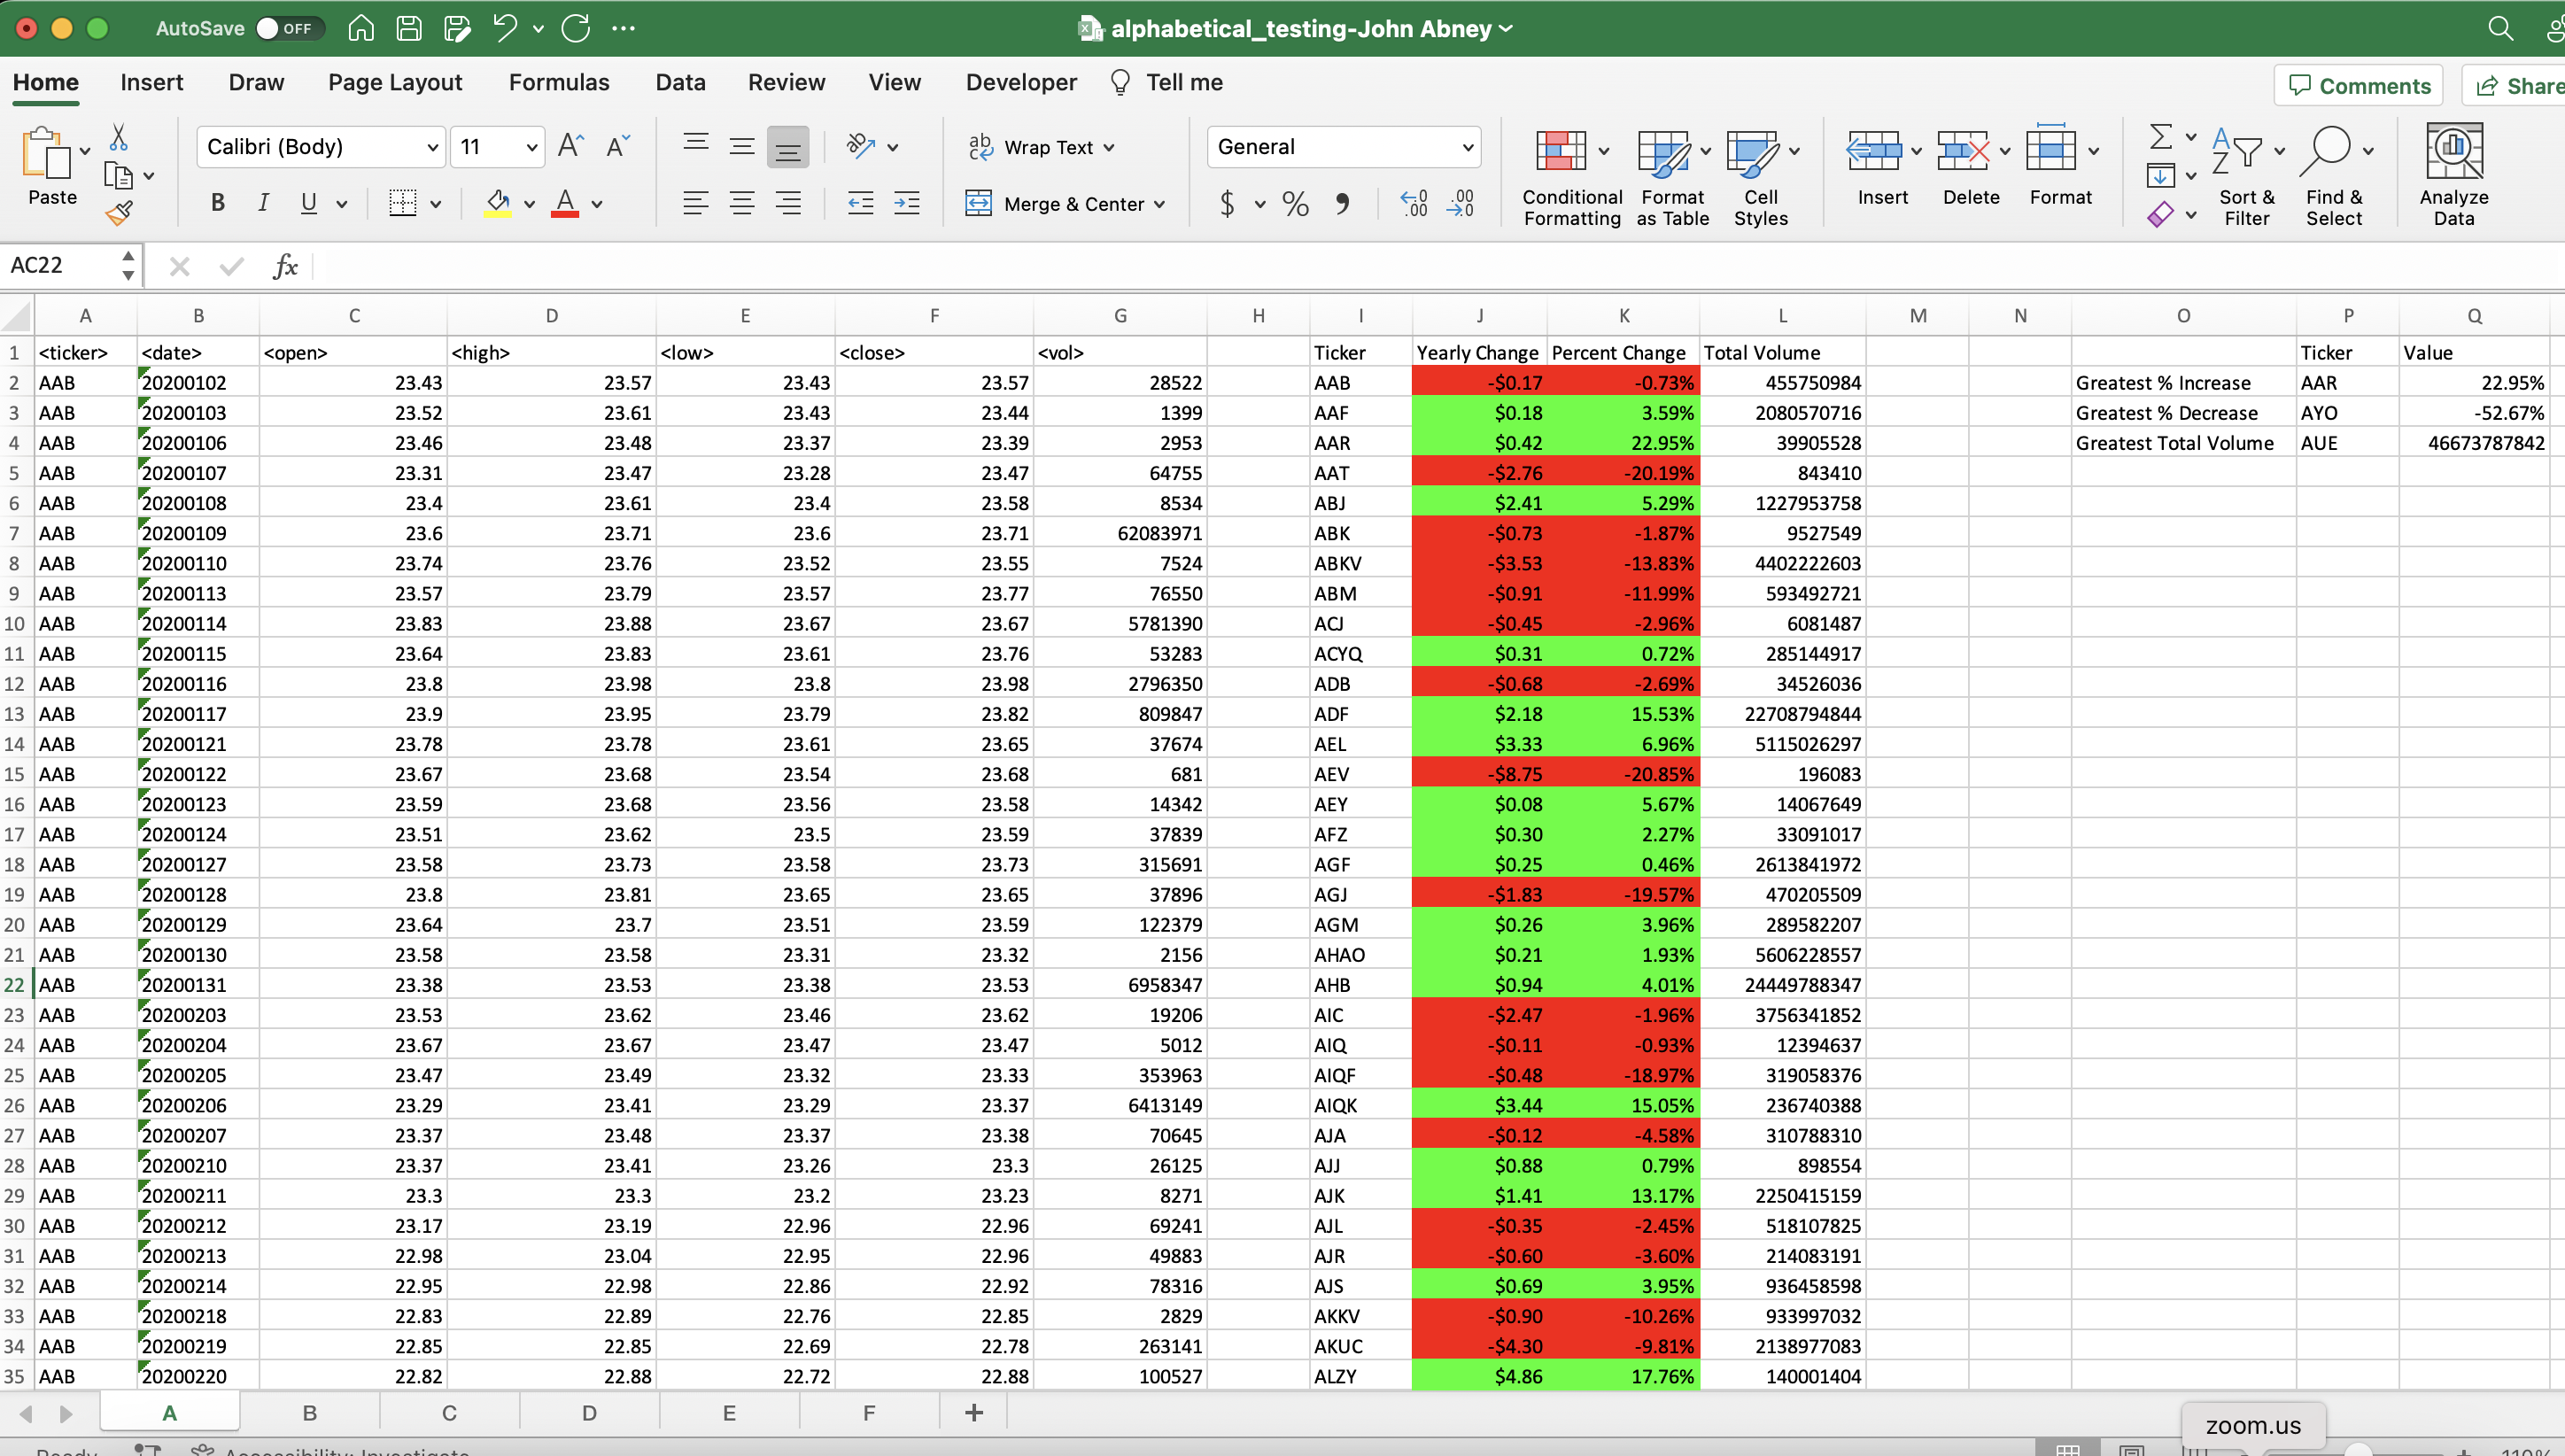 AutoSave OFF alphabetical_testing-John Abney
Home Insert Draw Page Layout Formulas Data Review View Developer Tell me Comments Share
Paste Calibri (Body) 11 Wrap Text General
B I U Merge & Center $ % Conditional Formatting Format as Table Cell Styles Insert Delete Format Sort & Filter Find & Select Analyze Data
AC22 fx
A B C D E F G H I J K L M N O P Q
1 <ticker> <date> <open> <high> <low> <close> <vol> Ticker Yearly Change Percent Change Total Volume Ticker Value
2 AAB 20200102 23.43 23.57 23.43 23.57 28522 AAB -$0.17 -0.73% 455750984 Greatest % Increase AAR 22.95%
3 AAB 20200103 23.52 23.61 23.43 23.44 1399 AAF $0.18 3.59% 2080570716 Greatest % Decrease AYO -52.67%
4 AAB 20200106 23.46 23.48 23.37 23.39 2953 AAR $0.42 22.95% 39905528 Greatest Total Volume AUE 46673787842
5 AAB 20200107 23.31 23.47 23.28 23.47 64755 AAT -$2.76 -20.19% 843410
6 AAB 20200108 23.4 23.61 23.4 23.58 8534 ABJ $2.41 5.29% 1227953758
7 AAB 20200109 23.6 23.71 23.6 23.71 62083971 ABK -$0.73 -1.87% 9527549
8 AAB 20200110 23.74 23.76 23.52 23.55 7524 ABKV -$3.53 -13.83% 4402222603
9 AAB 20200113 23.57 23.79 23.57 23.77 76550 ABM -$0.91 -11.99% 593492721
10 AAB 20200114 23.83 23.88 23.67 23.67 5781390 ACJ -$0.45 -2.96% 6081487
11 AAB 20200115 23.64 23.83 23.61 23.76 53283 ACYQ $0.31 0.72% 285144917
12 AAB 20200116 23.8 23.98 23.8 23.98 2796350 ADB -$0.68 -2.69% 34526036
13 AAB 20200117 23.9 23.95 23.79 23.82 809847 ADF $2.18 15.53% 22708794844
14 AAB 20200121 23.78 23.78 23.61 23.65 37674 AEL $3.33 6.96% 5115026297
15 AAB 20200122 23.67 23.68 23.54 23.68 681 AEV -$8.75 -20.85% 196083
16 AAB 20200123 23.59 23.68 23.56 23.58 14342 AEY $0.08 5.67% 14067649
17 AAB 20200124 23.51 23.62 23.5 23.59 37839 AFZ $0.30 2.27% 33091017
18 AAB 20200127 23.58 23.73 23.58 23.73 315691 AGF $0.25 0.46% 2613841972
19 AAB 20200128 23.8 23.81 23.65 23.65 37896 AGJ -$1.83 -19.57% 470205509
20 AAB 20200129 23.64 23.7 23.51 23.59 122379 AGM $0.26 3.96% 289582207
21 AAB 20200130 23.58 23.58 23.31 23.32 2156 AHAO $0.21 1.93% 5606228557
22 AAB 20200131 23.38 23.53 23.38 23.53 6958347 AHB $0.94 4.01% 24449788347
23 AAB 20200203 23.53 23.62 23.46 23.62 19206 AIC -$2.47 -1.96% 3756341852
24 AAB 20200204 23.67 23.67 23.47 23.47 5012 AIQ -$0.11 -0.93% 12394637
25 AAB 20200205 23.47 23.49 23.32 23.33 353963 AIQF -$0.48 -18.97% 319058376
26 AAB 20200206 23.29 23.41 23.29 23.37 6413149 AIQK $3.44 15.05% 236740388
27 AAB 20200207 23.37 23.48 23.37 23.38 70645 AJA -$0.12 -4.58% 310788310
28 AAB 20200210 23.37 23.41 23.26 23.3 26125 AJJ $0.88 0.79% 898554
29 AAB 20200211 23.3 23.3 23.2 23.23 8271 AJK $1.41 13.17% 2250415159
30 AAB 20200212 23.17 23.19 22.96 22.96 69241 AJL -$0.35 -2.45% 518107825
31 AAB 20200213 22.98 23.04 22.95 22.96 49883 AJR -$0.60 -3.60% 214083191
32 AAB 20200214 22.95 22.98 22.86 22.92 78316 AJS $0.69 3.95% 936458598
33 AAB 20200218 22.83 22.89 22.76 22.85 2829 AKKV -$0.90 -10.26% 933997032
34 AAB 20200219 22.85 22.85 22.69 22.78 263141 AKUC -$4.30 -9.81% 2138977083
35 AAB 20200220 22.82 22.88 22.72 22.88 100527 ALZY $4.86 17.76% 140001404
A B C D E F +
zoom.us
Ready Accessibility: Investigate